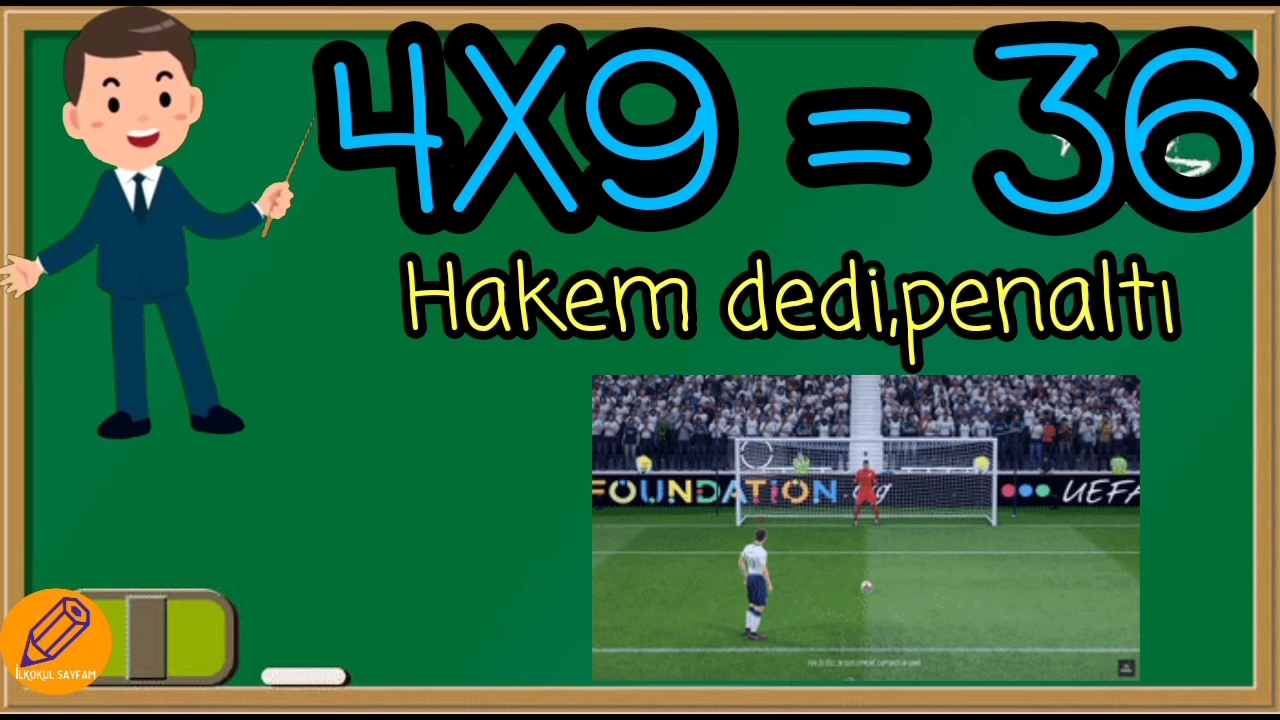 4X9 = 36
Hakem dedi,penaltı
FOUNDATION
UEFA
İLKOKUL SAYFAM